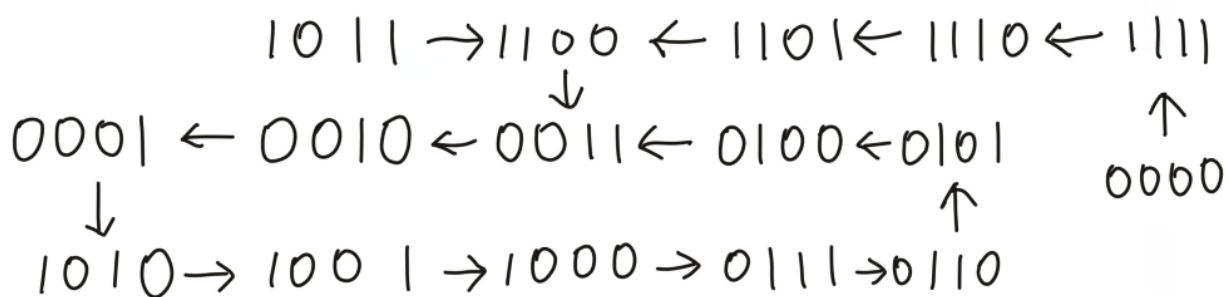 1011 → 1100 ← 1101 ← 1110 ← 1111
↓ ↑
0001 ← 0010 ← 0011 ← 0100 ← 0101 0000
↓ ↑
1010 → 1001 → 1000 → 0111 → 0110